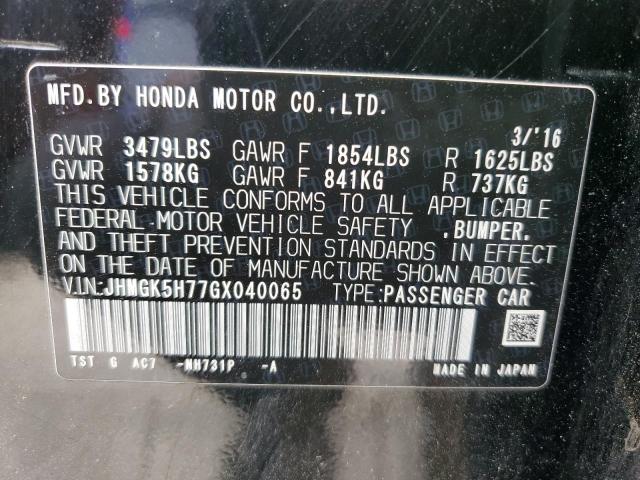 MFD.BY HONDA MOTOR CO.,LTD.
3/'16
GVWR 3479LBS GAWR F 1854LBS R 1625LBS
GVWR 1578KG GAWR F 841KG R 737KG
THIS VEHICLE CONFORMS TO ALL APPLICABLE
FEDERAL MOTOR VEHICLE SAFETY ,BUMPER,
AND THEFT PREVENTION STANDARDS IN EFFECT
ON THE DATE OF MANUFACTURE SHOWN ABOVE.
V.I.N:JHMGK5H77GX040065 TYPE:PASSENGER CAR
TST G AC7 -NH731P -A
MADE IN JAPAN